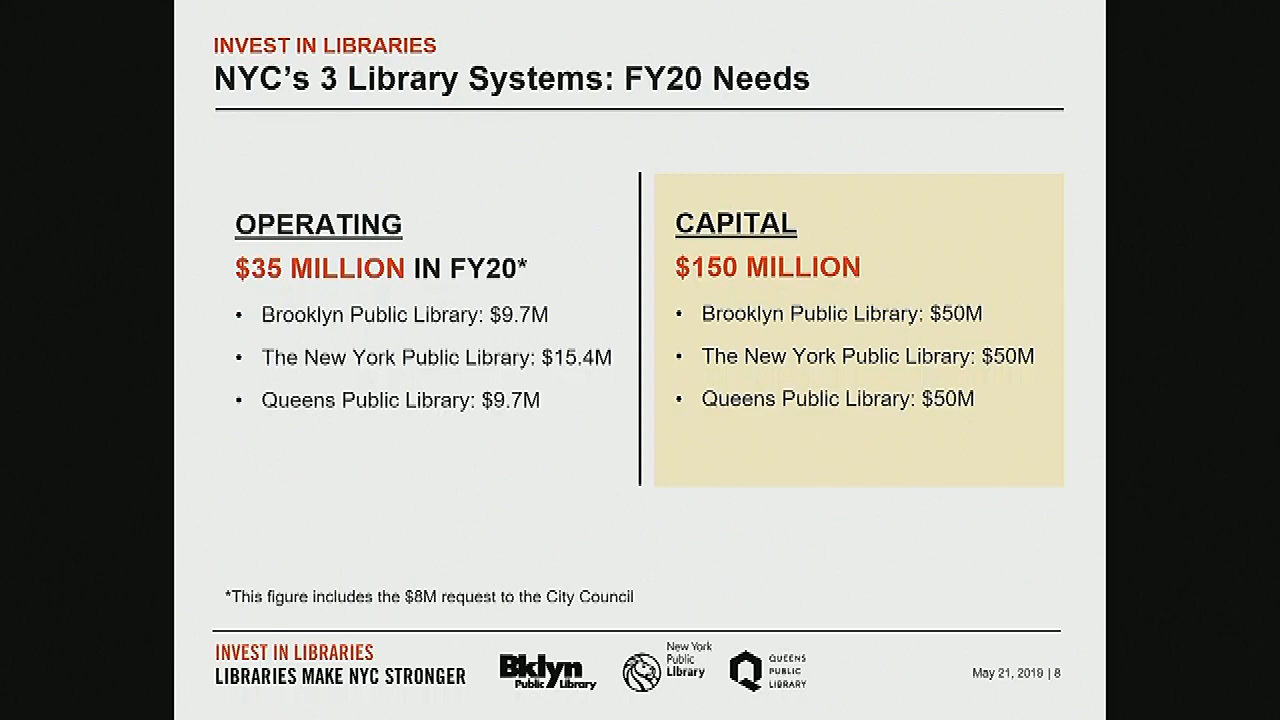 INVEST IN LIBRARIES
NYC's 3 Library Systems: FY20 Needs
OPERATING
$35 MILLION IN FY20*
• Brooklyn Public Library: $9.7M
• The New York Public Library: $15.4M
• Queens Public Library: $9.7M
CAPITAL
$150 MILLION
• Brooklyn Public Library: $50M
• The New York Public Library: $50M
• Queens Public Library: $50M
*This figure includes the $8M request to the City Council
INVEST IN LIBRARIES
LIBRARIES MAKE NYC STRONGER
Bklyn
Public Library
New York
Public
Library
QUEENS
PUBLIC
LIBRARY
May 21, 2019 | 8